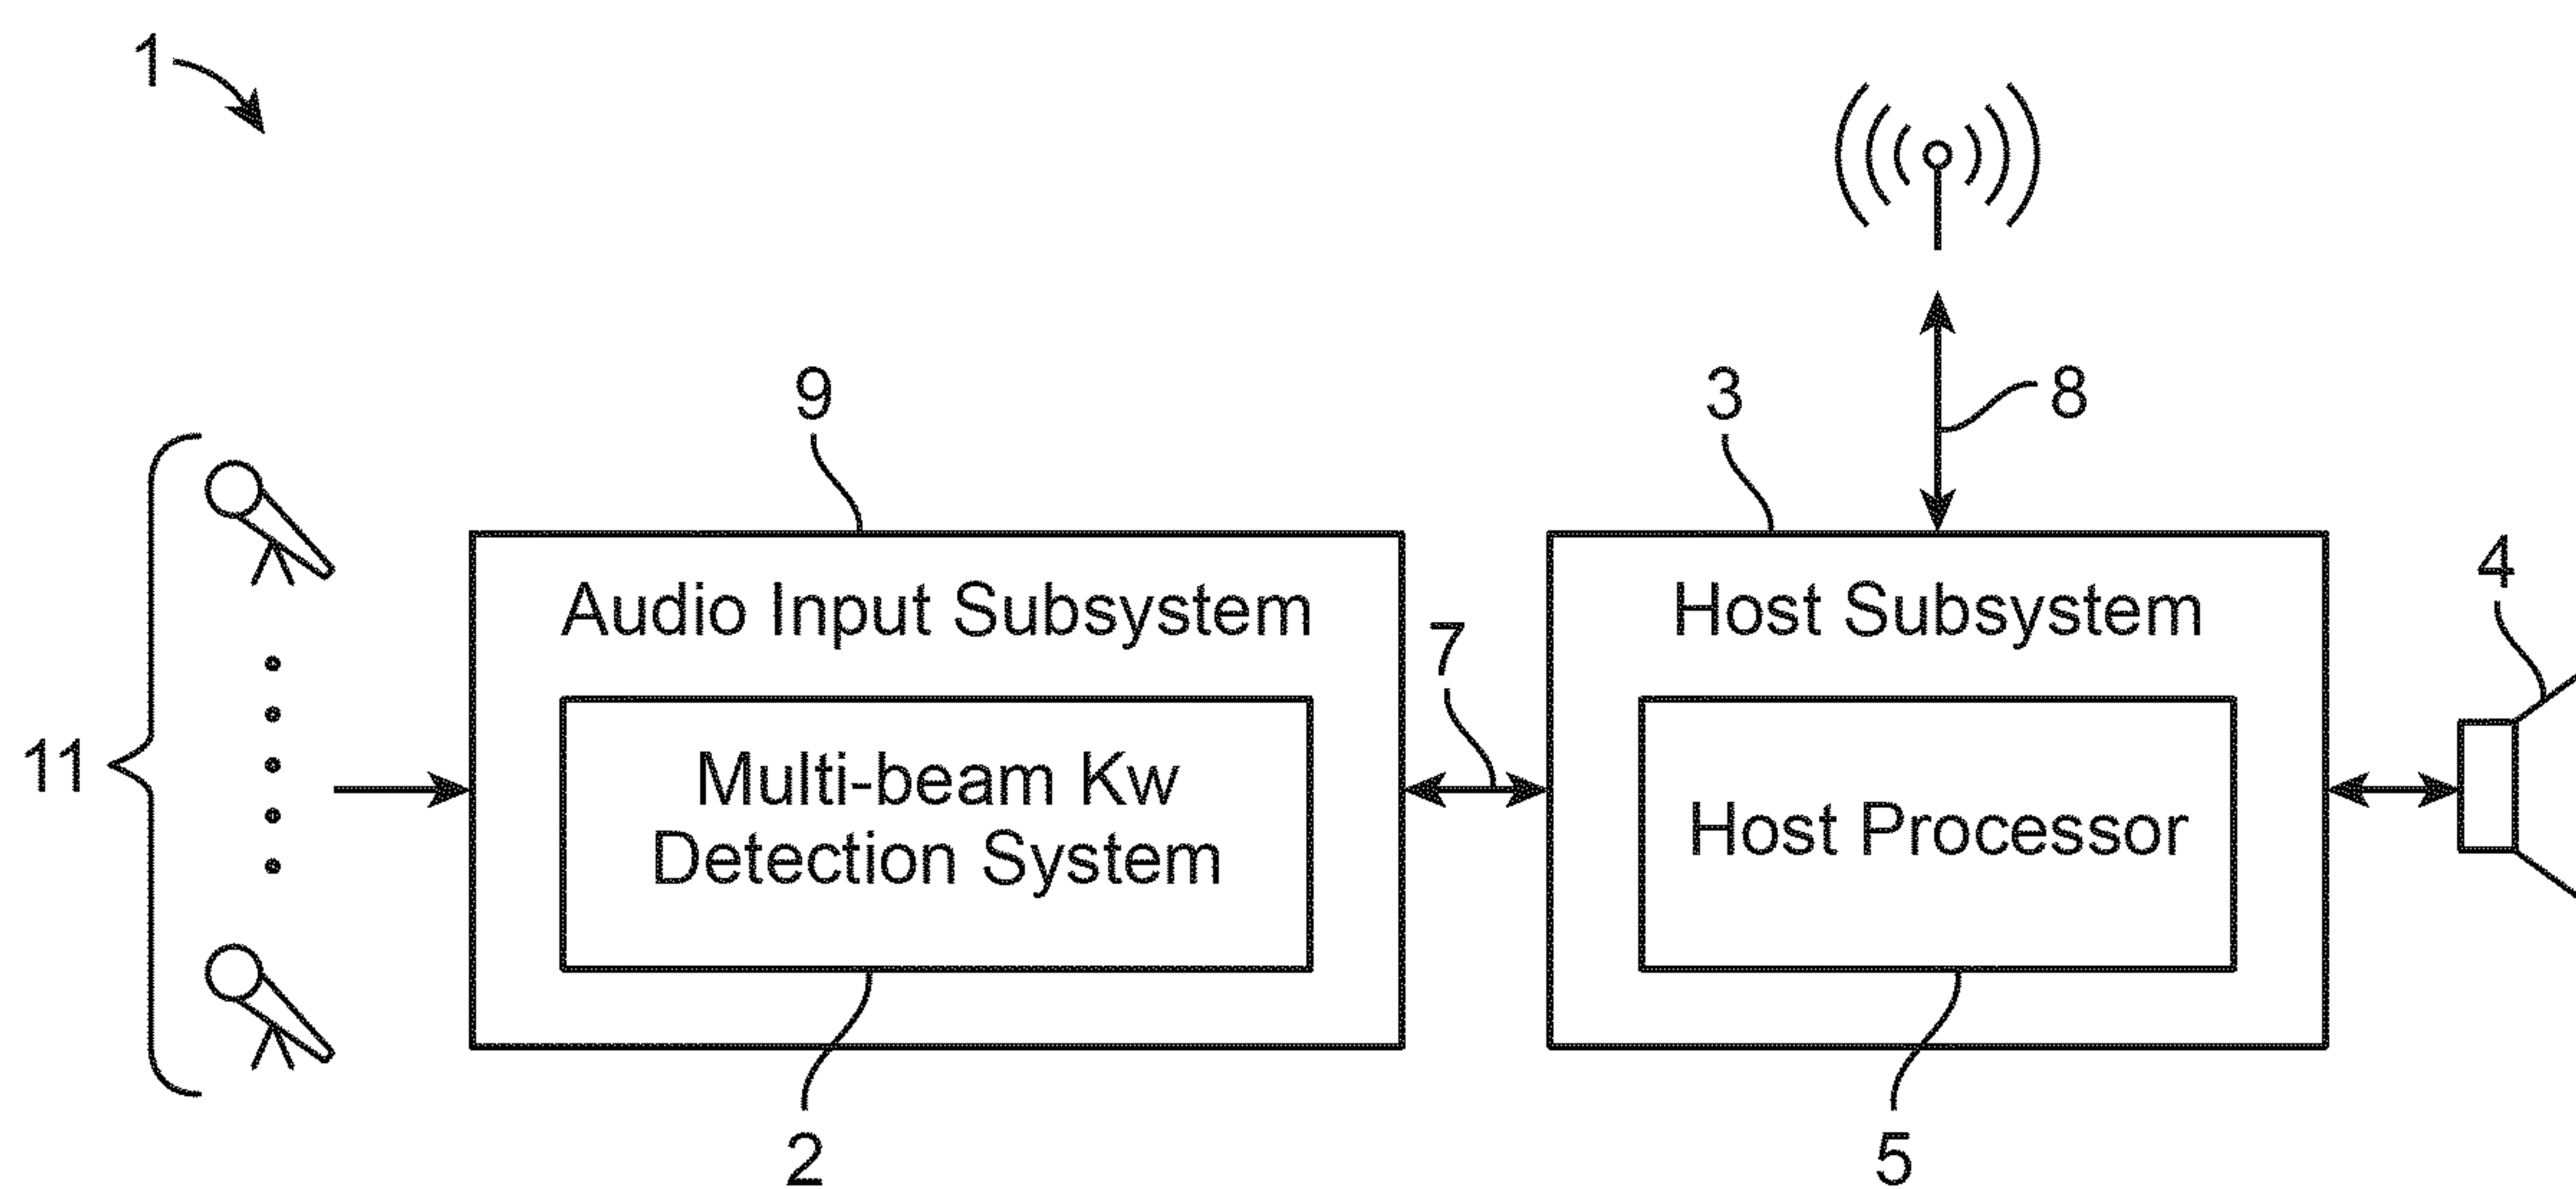 1
9
3
8
4
Audio Input Subsystem
Host Subsystem
7
11
Multi-beam Kw
Detection System
Host Processor
2
5